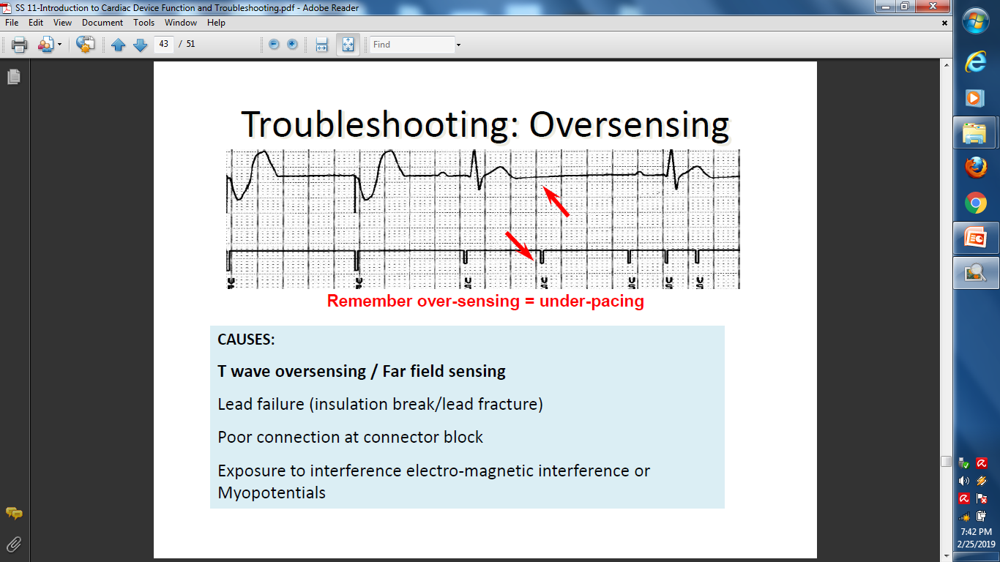 SS 11-Introduction to Cardiac Device Function and Troubleshooting.pdf - Adobe Reader
File Edit View Document Tools Window Help
43 / 51 Find
Troubleshooting: Oversensing
VS VS VS VS VS
Remember over-sensing = under-pacing
CAUSES:
T wave oversensing / Far field sensing
Lead failure (insulation break/lead fracture)
Poor connection at connector block
Exposure to interference electro-magnetic interference or
Myopotentials
7:42 PM
2/25/2019